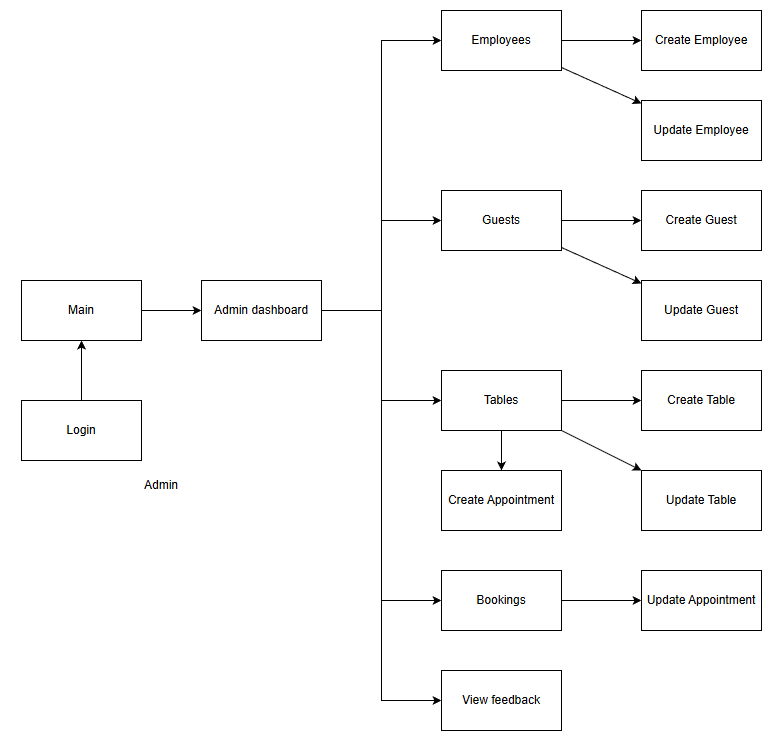 Employees
Create Employee
Update Employee
Guests
Create Guest
Main
Admin dashboard
Update Guest
Tables
Create Table
Login
Admin
Create Appointment
Update Table
Bookings
Update Appointment
View feedback